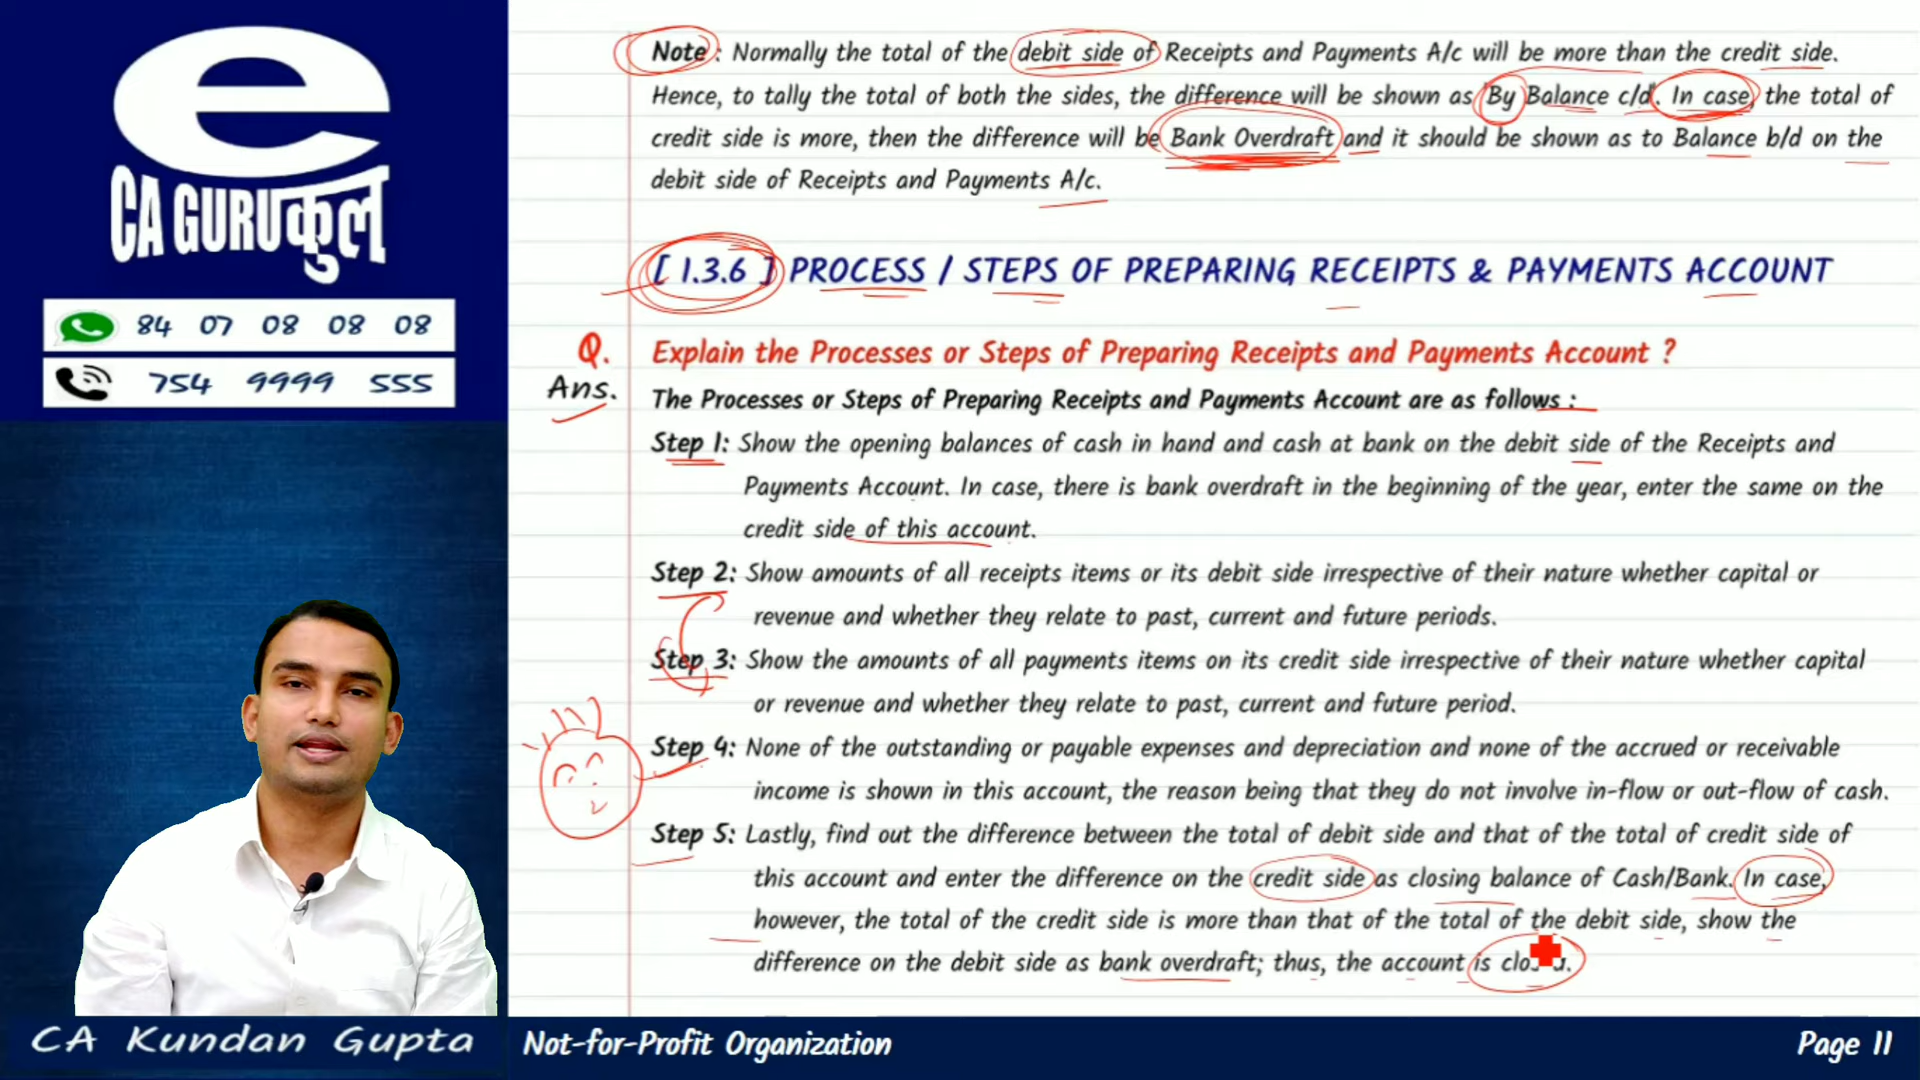 e
CA GURUकुल
84 07 08 08 08
754 9999 555
Note : Normally the total of the debit side of Receipts and Payments A/c will be more than the credit side.
Hence, to tally the total of both the sides, the difference will be shown as By Balance c/d. In case, the total of
credit side is more, then the difference will be Bank Overdraft and it should be shown as to Balance b/d on the
debit side of Receipts and Payments A/c.
[ 1.3.6 ] PROCESS / STEPS OF PREPARING RECEIPTS & PAYMENTS ACCOUNT
Q. Explain the Processes or Steps of Preparing Receipts and Payments Account ?
Ans. The Processes or Steps of Preparing Receipts and Payments Account are as follows :
Step 1: Show the opening balances of cash in hand and cash at bank on the debit side of the Receipts and
Payments Account. In case, there is bank overdraft in the beginning of the year, enter the same on the
credit side of this account.
Step 2: Show amounts of all receipts items or its debit side irrespective of their nature whether capital or
revenue and whether they relate to past, current and future periods.
Step 3: Show the amounts of all payments items on its credit side irrespective of their nature whether capital
or revenue and whether they relate to past, current and future period.
Step 4: None of the outstanding or payable expenses and depreciation and none of the accrued or receivable
income is shown in this account, the reason being that they do not involve in-flow or out-flow of cash.
Step 5: Lastly, find out the difference between the total of debit side and that of the total of credit side of
this account and enter the difference on the credit side as closing balance of Cash/Bank. In case,
however, the total of the credit side is more than that of the total of the debit side, show the
difference on the debit side as bank overdraft; thus, the account is
CA Kundan Gupta
Not-for-Profit Organization
Page 11